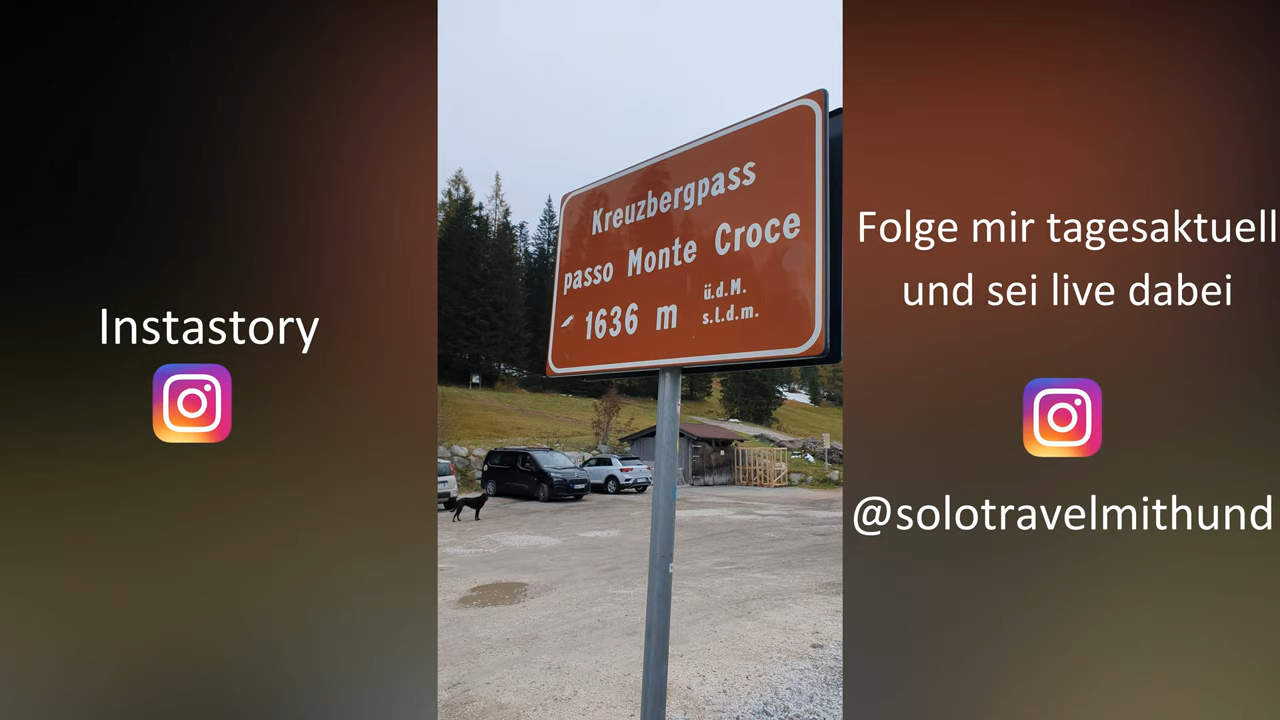 Instastory
Kreuzbergpass
passo Monte Croce
1636 m
ü.d.M.
s.l.d.m.
Folge mir tagesaktuell
und sei live dabei
@solotravelmithund